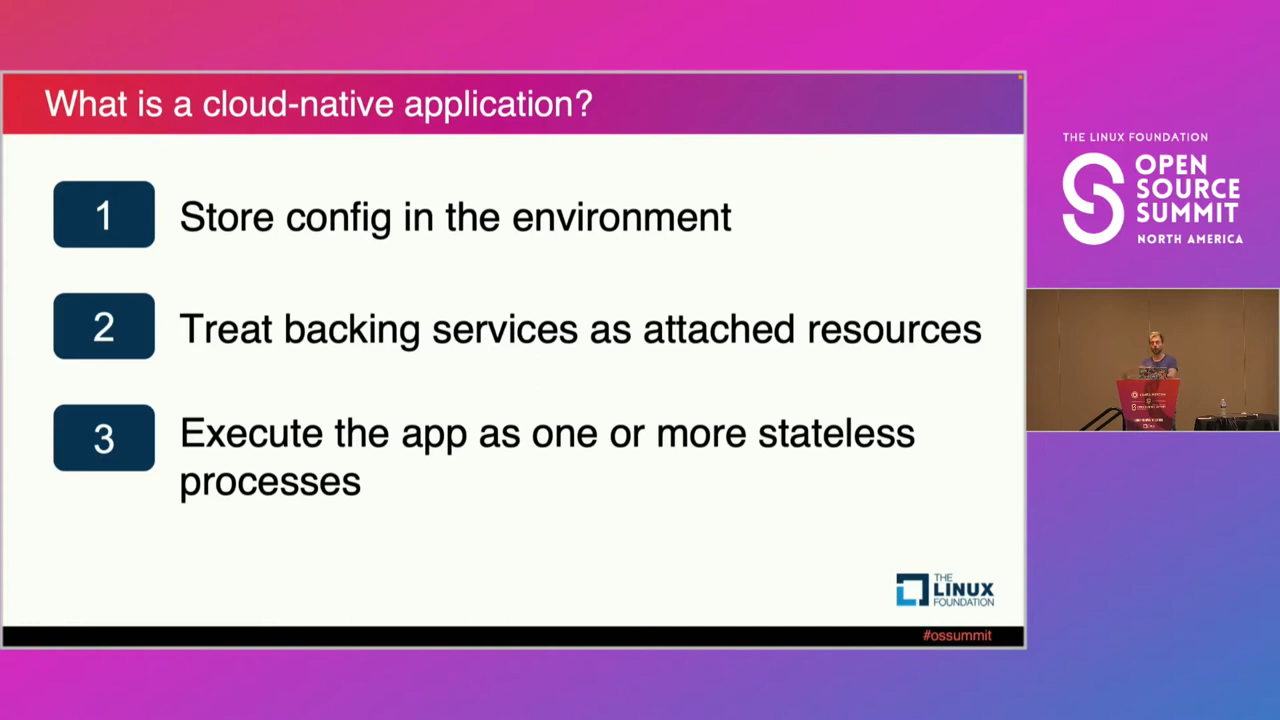 What is a cloud-native application?
1
Store config in the environment
2
Treat backing services as attached resources
3
Execute the app as one or more stateless
processes
THE
LINUX
FOUNDATION
#ossummit
THE LINUX FOUNDATION
OPEN
SOURCE
SUMMIT
NORTH AMERICA